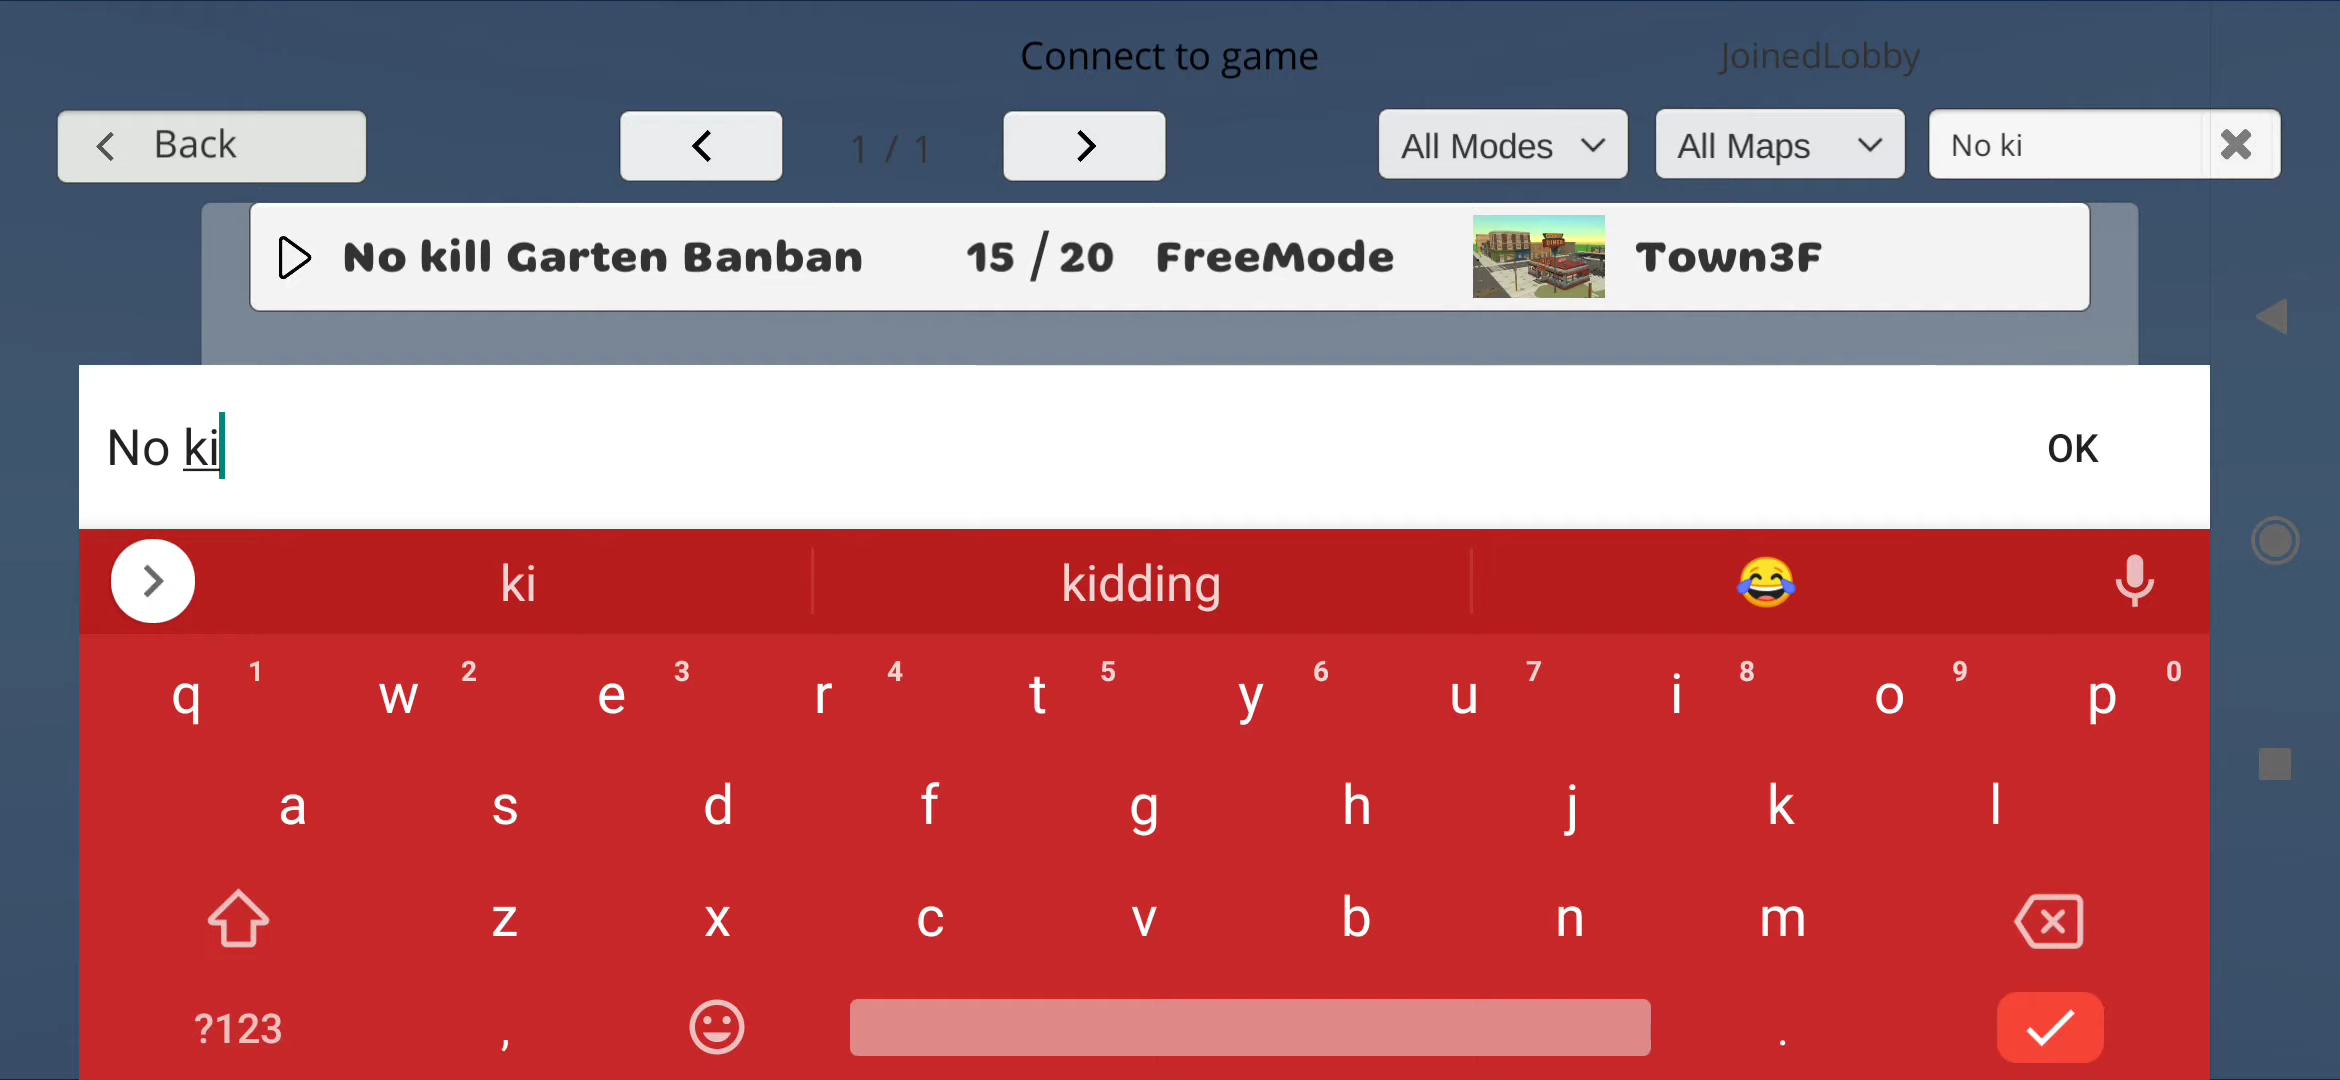 Connect to game
JoinedLobby
Back
1 / 1
All Modes
All Maps
No ki
No kill Garten Banban 15 / 20 FreeMode Town3F
No ki
OK
ki kidding 😂
q 1 w 2 e 3 r 4 t 5 y 6 u 7 i 8 o 9 p 0
a s d f g h j k l
z x c v b n m
?123 , .